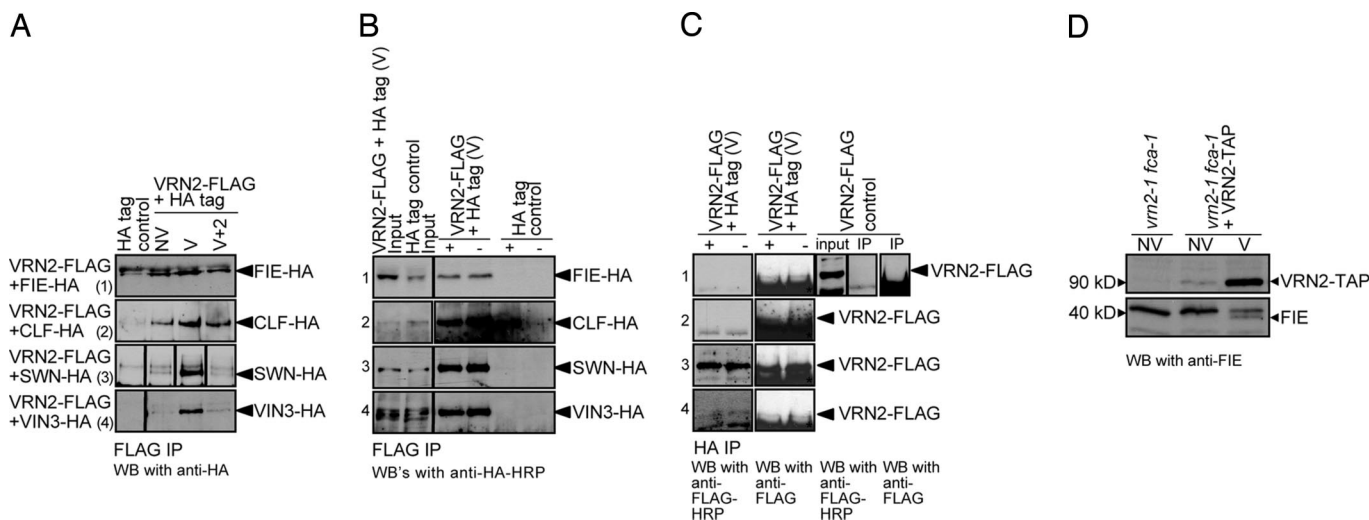 A
HA tag
control
VRN2-FLAG
+ HA tag
NV
V
V+2
VRN2-FLAG
+FIE-HA (1)
FIE-HA
VRN2-FLAG
+CLF-HA (2)
CLF-HA
VRN2-FLAG
+SWN-HA (3)
SWN-HA
VRN2-FLAG
+VIN3-HA (4)
VIN3-HA
FLAG IP
WB with anti-HA
B
VRN2-FLAG + HA tag (V)
Input
HA tag control
Input
VRN2-FLAG
+ HA tag (V)
HA tag
control
+ - + -
1 FIE-HA
2 CLF-HA
3 SWN-HA
4 VIN3-HA
FLAG IP
WB's with anti-HA-HRP
C
VRN2-FLAG
+ HA tag (V)
VRN2-FLAG
+ HA tag (V)
VRN2-FLAG
control
+ - + - input IP IP
1 VRN2-FLAG
2 VRN2-FLAG
3 VRN2-FLAG
4 VRN2-FLAG
HA IP
WB with
anti-
FLAG-
HRP
WB with
anti-
FLAG
WB with
anti-
FLAG-
HRP
WB with
anti-
FLAG
D
vrn2-1 fca-1
vrn2-1 fca-1
+ VRN2-TAP
NV NV V
90 kD VRN2-TAP
40 kD FIE
WB with anti-FIE